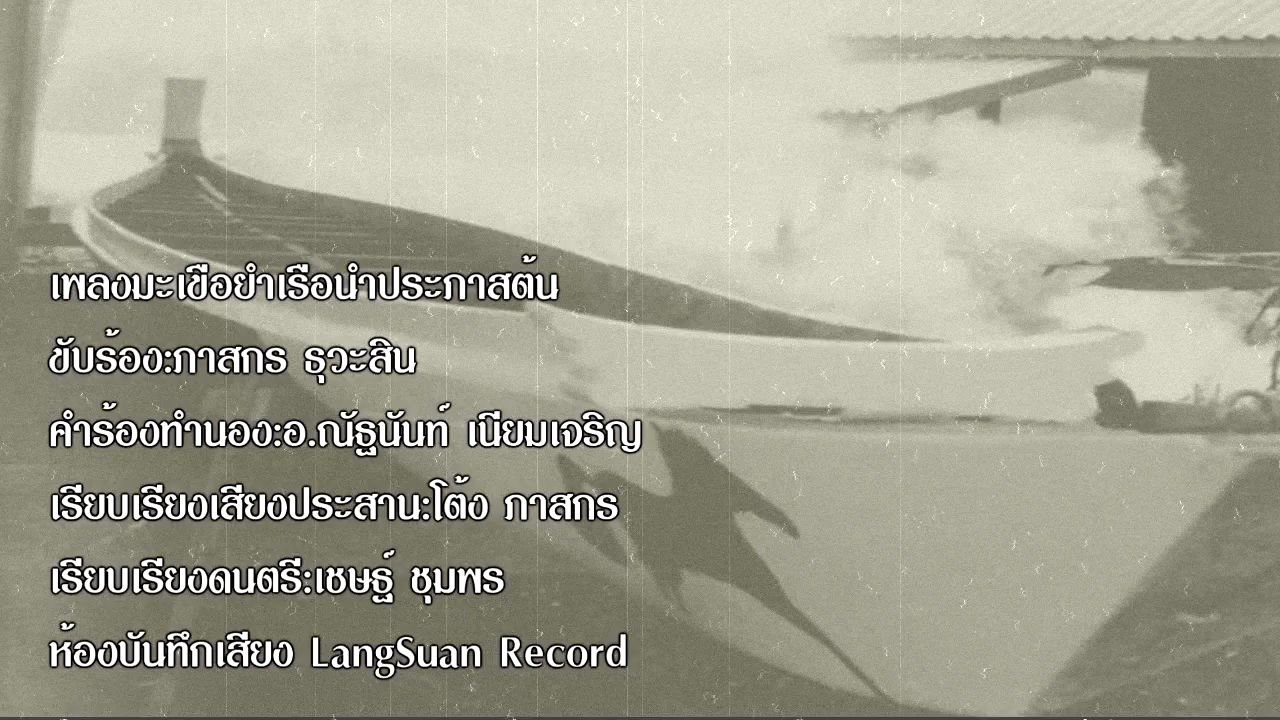 เพลงมะเขือยำเรือนำประกาสต้น
ขับร้อง:ภาสกร ธุวะสิน
คำร้องทำนอง:อ.ณัฐนันท์ เนียมเจริญ
เรียบเรียงเสียงประสาน:โต้ง ภาสกร
เรียบเรียงดนตรี:เชษฐ์ ชุมพร
ห้องบันทึกเสียง LangSuan Record